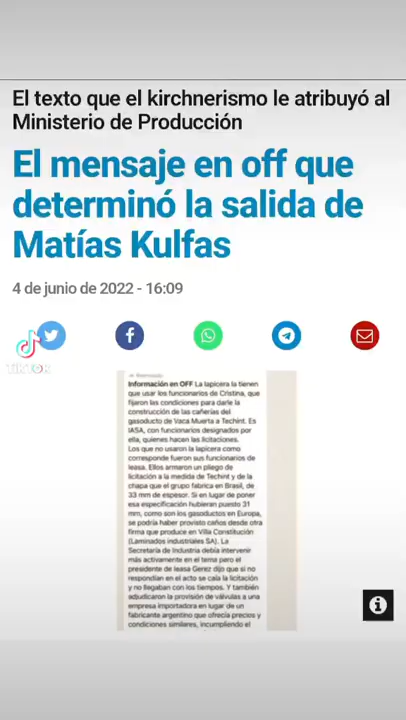 El texto que el kirchnerismo le atribuyó al
Ministerio de Producción
El mensaje en off que
determinó la salida de
Matías Kulfas
4 de junio de 2022 - 16:09
TikTok
Reenviado
Información en OFF La lapicera la tienen
que usar los funcionarios de Cristina, que
fijaron las condiciones para darle la
construcción de las cañerías del
gasoducto de Vaca Muerta a Techint. Es
IASA, con funcionarios designados por
ella, quienes hacen las licitaciones.
Los que no usaron la lapicera como
corresponde fueron sus funcionarios de
Ieasa. Ellos armaron un pliego de
licitación a la medida de Techint y de la
chapa que el grupo fabrica en Brasil, de
33 mm de espesor. Si en lugar de poner
esa especificación hubieran puesto 31
mm, como son los gasoductos en Europa,
se podría haber provisto caños desde otra
firma que produce en Villa Constitución
(Laminados industriales SA). La
Secretaría de Industria debía intervenir
más activamente en el tema pero el
presidente de Ieasa Gerez dijo que si no
respondían en el acto se caía la licitación
y no llegaban con los tiempos. Y también
adjudicaron la provisión de válvulas a una
empresa importadora en lugar de un
fabricante argentino que ofrecía precios y
condiciones similares, incumpliendo el